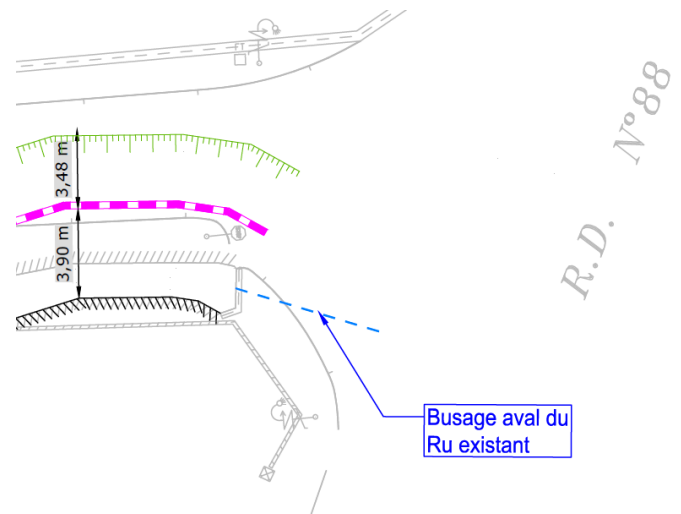 3,48 m
3,90 m
R.D. N°88
Busage aval du
Ru existant